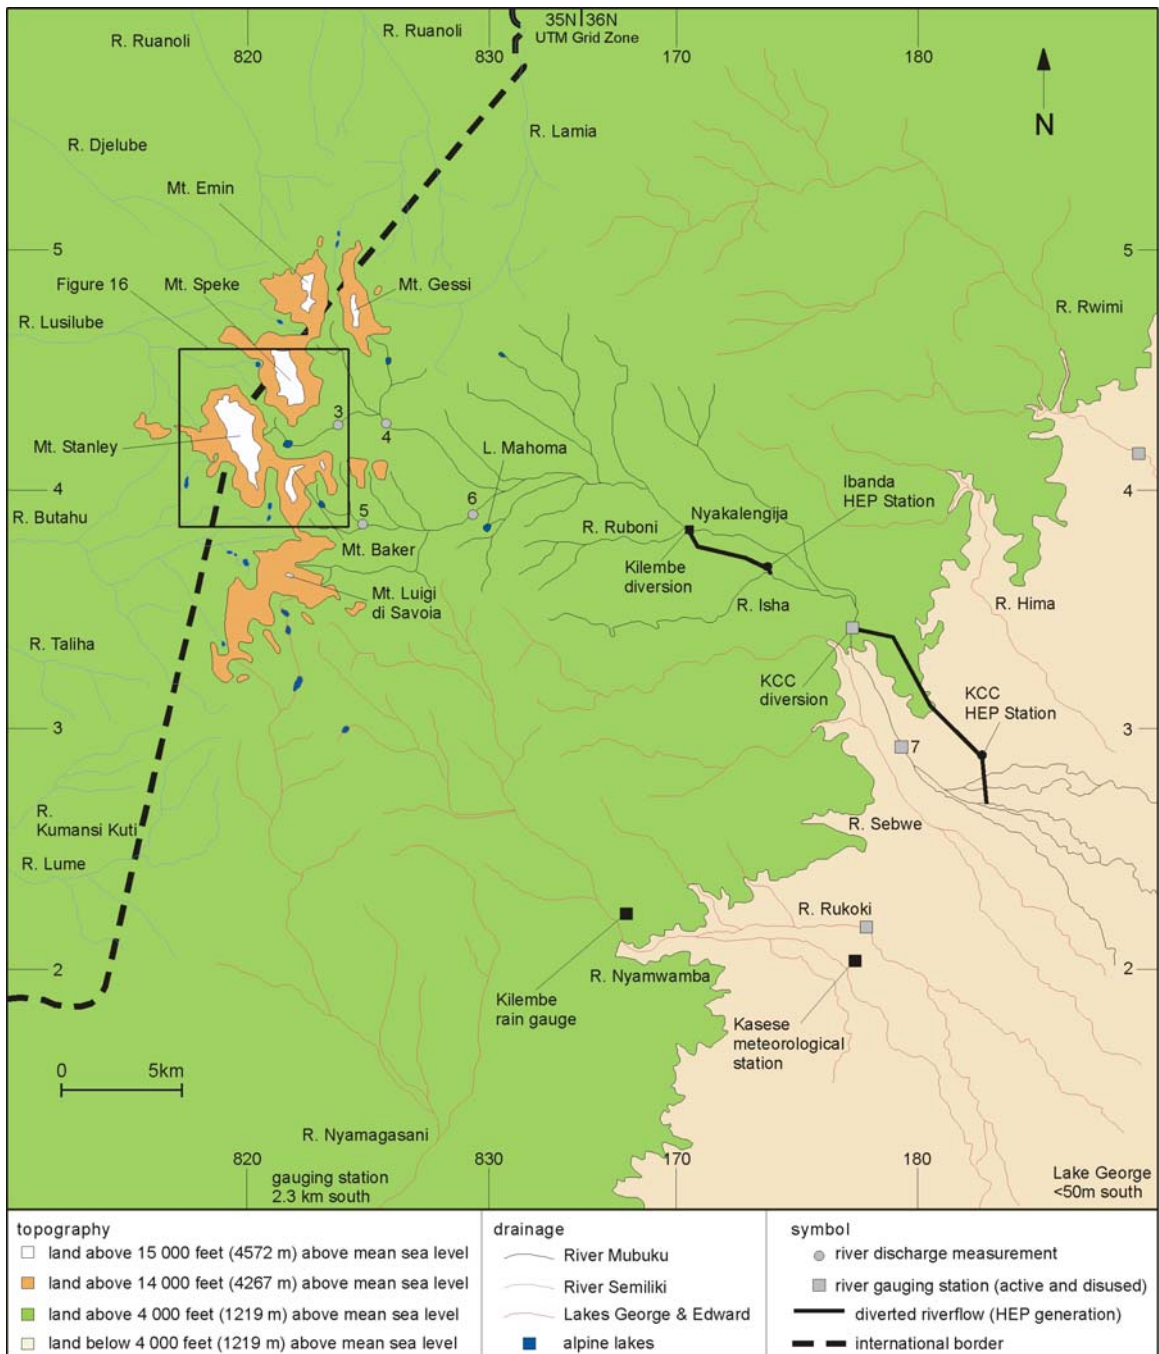 35N 36N
UTM Grid Zone
R. Ruanoli
R. Ruanoli
820
830
170
180
N
R. Lamia
R. Djelube
Mt. Emin
5
5
Figure 16
Mt. Speke
Mt. Gessi
R. Rwimi
R. Lusilube
3
4
Mt. Stanley
L. Mahoma
Ibanda
HEP Station
4
4
6
5
R. Butahu
R. Ruboni
Nyakalengija
Mt. Baker
Kilembe
diversion
Mt. Luigi
di Savoia
R. Isha
R. Hima
R. Taliha
KCC
diversion
KCC
HEP Station
3
3
7
R.
Kumansi Kuti
R. Sebwe
R. Lume
R. Rukoki
2
2
R. Nyamwamba
Kilembe
rain gauge
Kasese
meteorological
station
0 5km
R. Nyamagasani
820
830
170
180
gauging station
2.3 km south
Lake George
<50m south
topography
land above 15 000 feet (4572 m) above mean sea level
land above 14 000 feet (4267 m) above mean sea level
land above 4 000 feet (1219 m) above mean sea level
land below 4 000 feet (1219 m) above mean sea level
drainage
River Mubuku
River Semiliki
Lakes George & Edward
alpine lakes
symbol
river discharge measurement
river gauging station (active and disused)
diverted riverflow (HEP generation)
international border